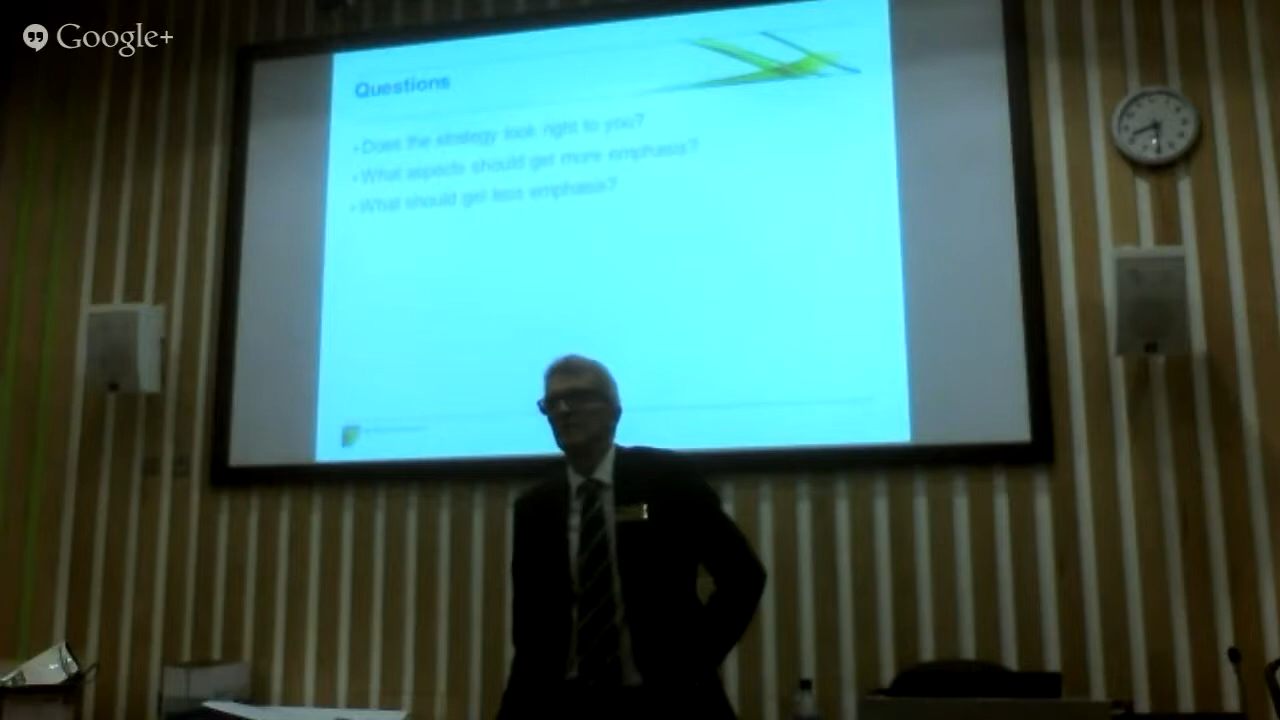 Google+
Questions
• Does the strategy look right to you?
• What aspects should get more emphasis?
• What should get less emphasis?